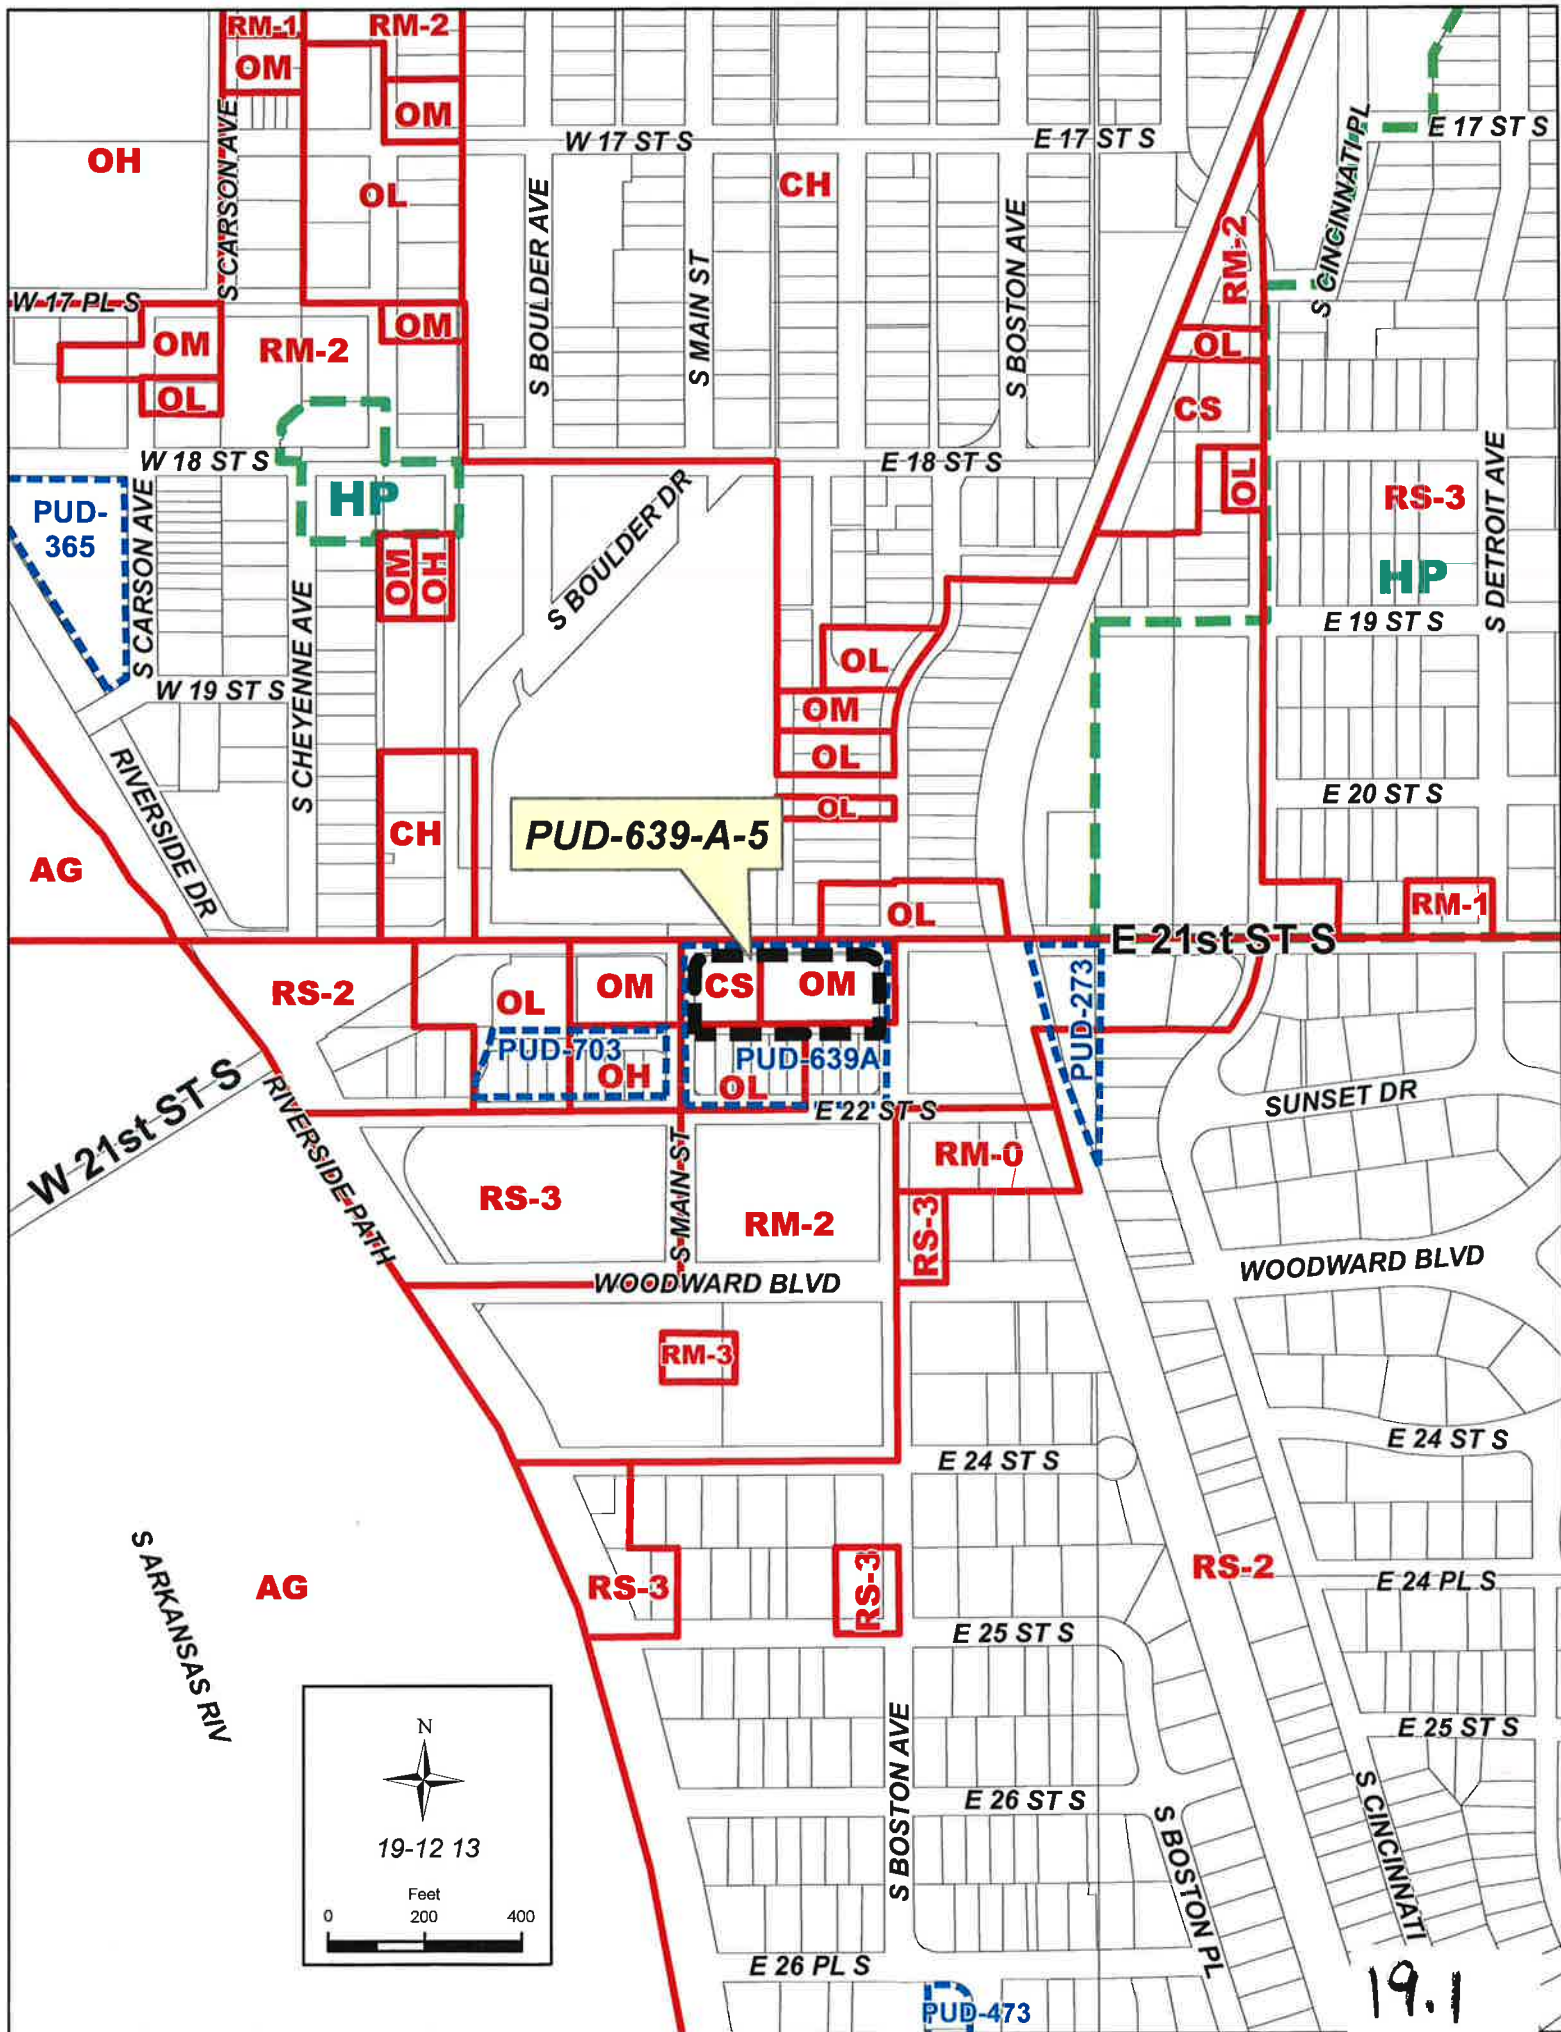 RM-1
RM-2
OM
OM
S CARSON AVE
W 17 ST S
E 17 ST S
E 17 ST S
OH
OL
CH
S BOULDER AVE
S MAIN ST
S BOSTON AVE
RM-2
S CINCINNATI PL
W 17 PL S
OM
RM-2
OM
OL
OL
CS
W 18 ST S
E 18 ST S
OL
RS-3
S DETROIT AVE
PUD-
365
S CARSON AVE
HP
OM
OH
S BOULDER DR
HP
E 19 ST S
S CHEYENNE AVE
W 19 ST S
OL
OM
OL
OL
RIVERSIDE DR
E 20 ST S
CH
PUD-639-A-5
AG
OL
RM-1
E 21st ST S
RS-2
OL
OM
CS
OM
PUD-273
PUD-703
OH
PUD-639A
OL
E 22 ST S
SUNSET DR
W 21st ST S
RIVERSIDE PATH
S MAIN ST
RM-0
RS-3
RM-2
RS-3
WOODWARD BLVD
WOODWARD BLVD
RM-3
E 24 ST S
E 24 ST S
S ARKANSAS RIV
AG
RS-3
RS-3
RS-2
E 24 PL S
E 25 ST S
E 25 ST S
S BOSTON AVE
N
19-12 13
Feet
0 200 400
E 26 ST S
S BOSTON PL
S CINCINNATI
E 26 PL S
PUD-473
19.1